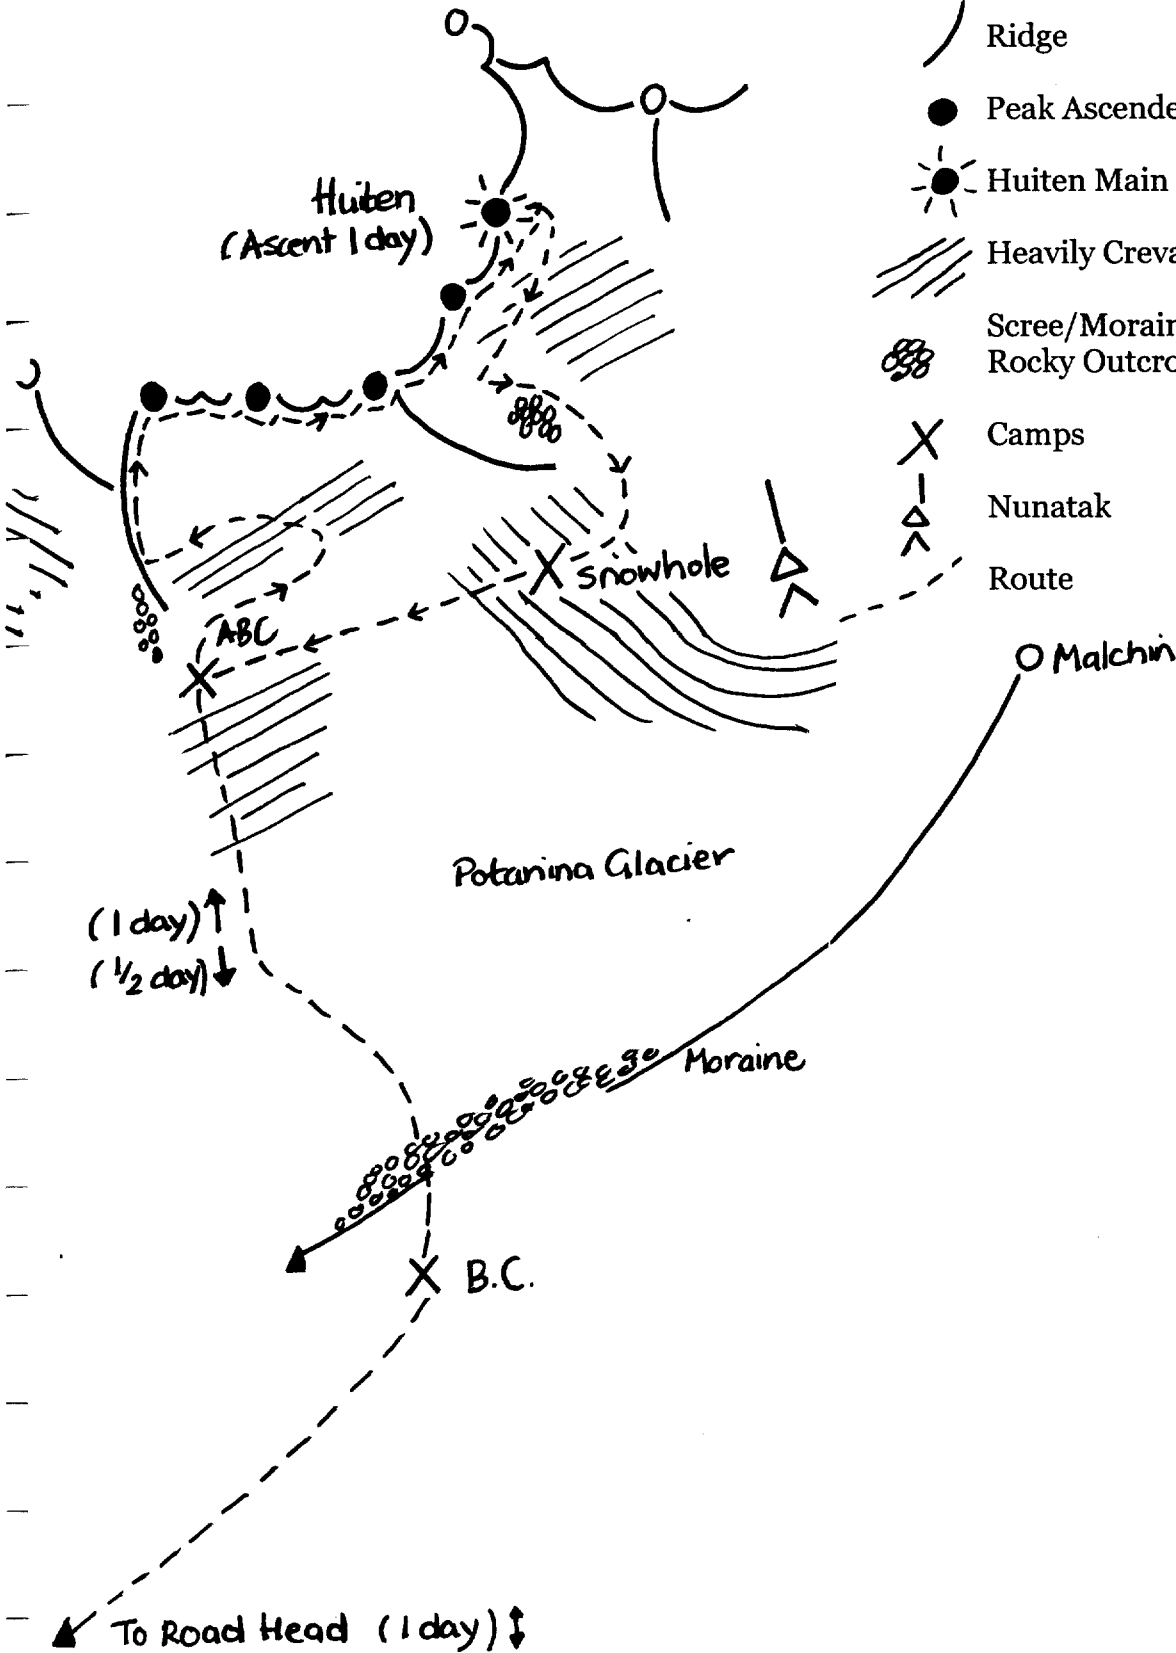 Ridge
Peak Ascende
Huiten Main
Heavily Creva
Scree/Morain
Rocky Outcro
Camps
Nunatak
Route
Huiten
(Ascent 1 day)
snowhole
ABC
Malchin
Potanina Glacier
(1 day)
(1/2 day)
Moraine
B.C.
To Road Head (1 day)